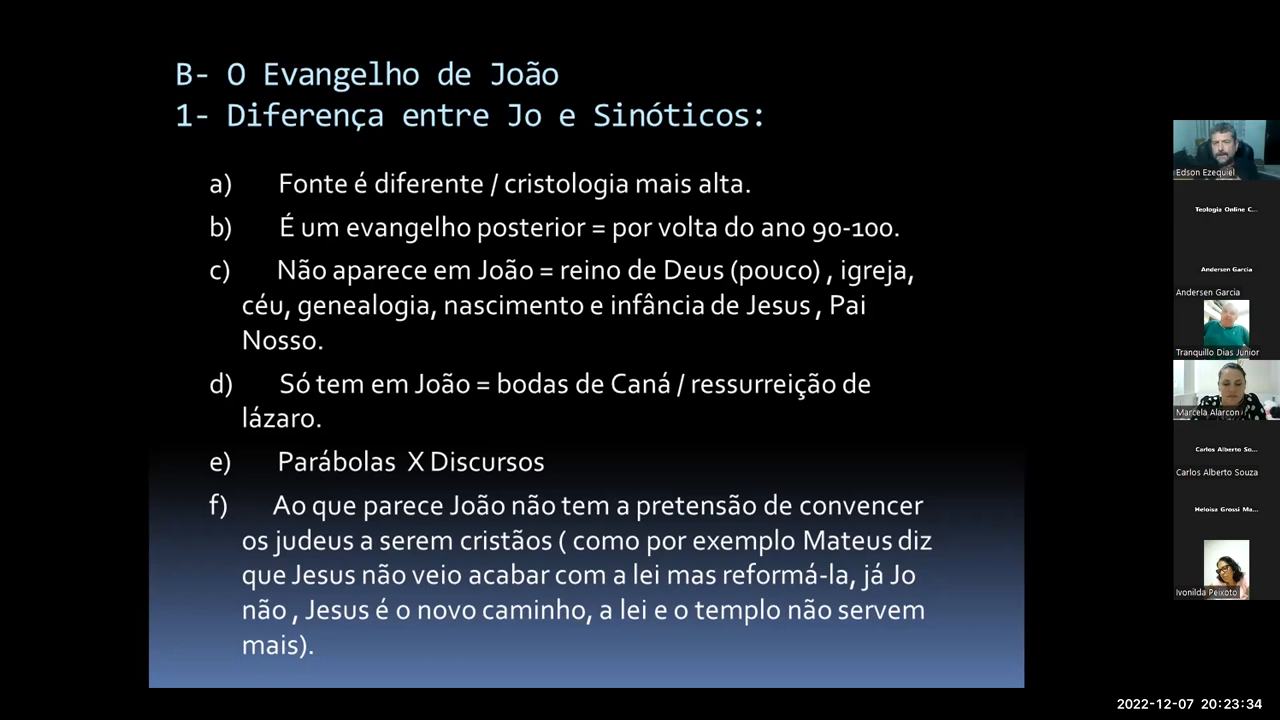 B- O Evangelho de João
1- Diferença entre Jo e Sinóticos:
a) Fonte é diferente / cristologia mais alta.
b) É um evangelho posterior = por volta do ano 90-100.
c) Não aparece em João = reino de Deus (pouco) , igreja,
céu, genealogia, nascimento e infância de Jesus , Pai
Nosso.
d) Só tem em João = bodas de Caná / ressurreição de
lázaro.
e) Parábolas X Discursos
f) Ao que parece João não tem a pretensão de convencer
os judeus a serem cristãos ( como por exemplo Mateus diz
que Jesus não veio acabar com a lei mas reformá-la, já Jo
não , Jesus é o novo caminho, a lei e o templo não servem
mais).
Edson Ezequiel
Teologia Online C...
Andersen Garcia
Andersen Garcia
Tranquillo Dias Junior
Marcela Alarcon
Carlos Alberto So...
Carlos Alberto Souza
Heloisa Grossi Ma...
Ivonilda Peixoto
2022-12-07 20:23:34